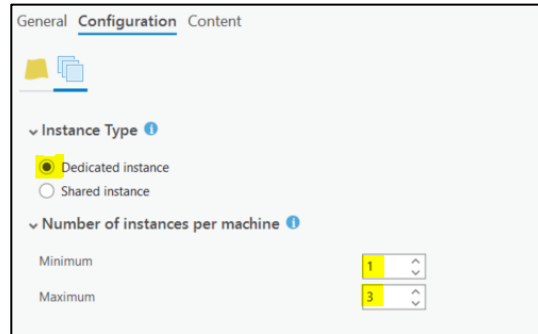 General Configuration Content
Instance Type
Dedicated instance
Shared instance
Number of instances per machine
Minimum 1
Maximum 3